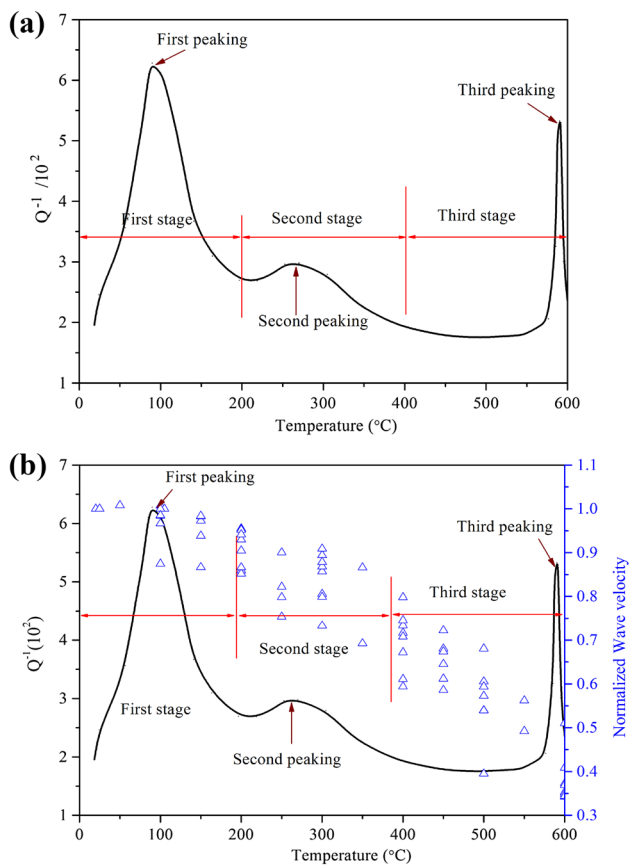 (a)
7
6
5
4
3
2
1
Q-1 /102
First peaking
Third peaking
First stage
Second stage
Third stage
Second peaking
0
100
200
300
400
500
600
Temperature (°C)
(b)
7
6
5
4
3
2
1
Q-1(102)
First peaking
Third peaking
Third stage
Second stage
First stage
Second peaking
1.1
1.0
0.9
0.8
0.7
0.6
0.5
0.4
0.3
Normalized Wave velocity
0
100
200
300
400
500
600
Temperature (°C)